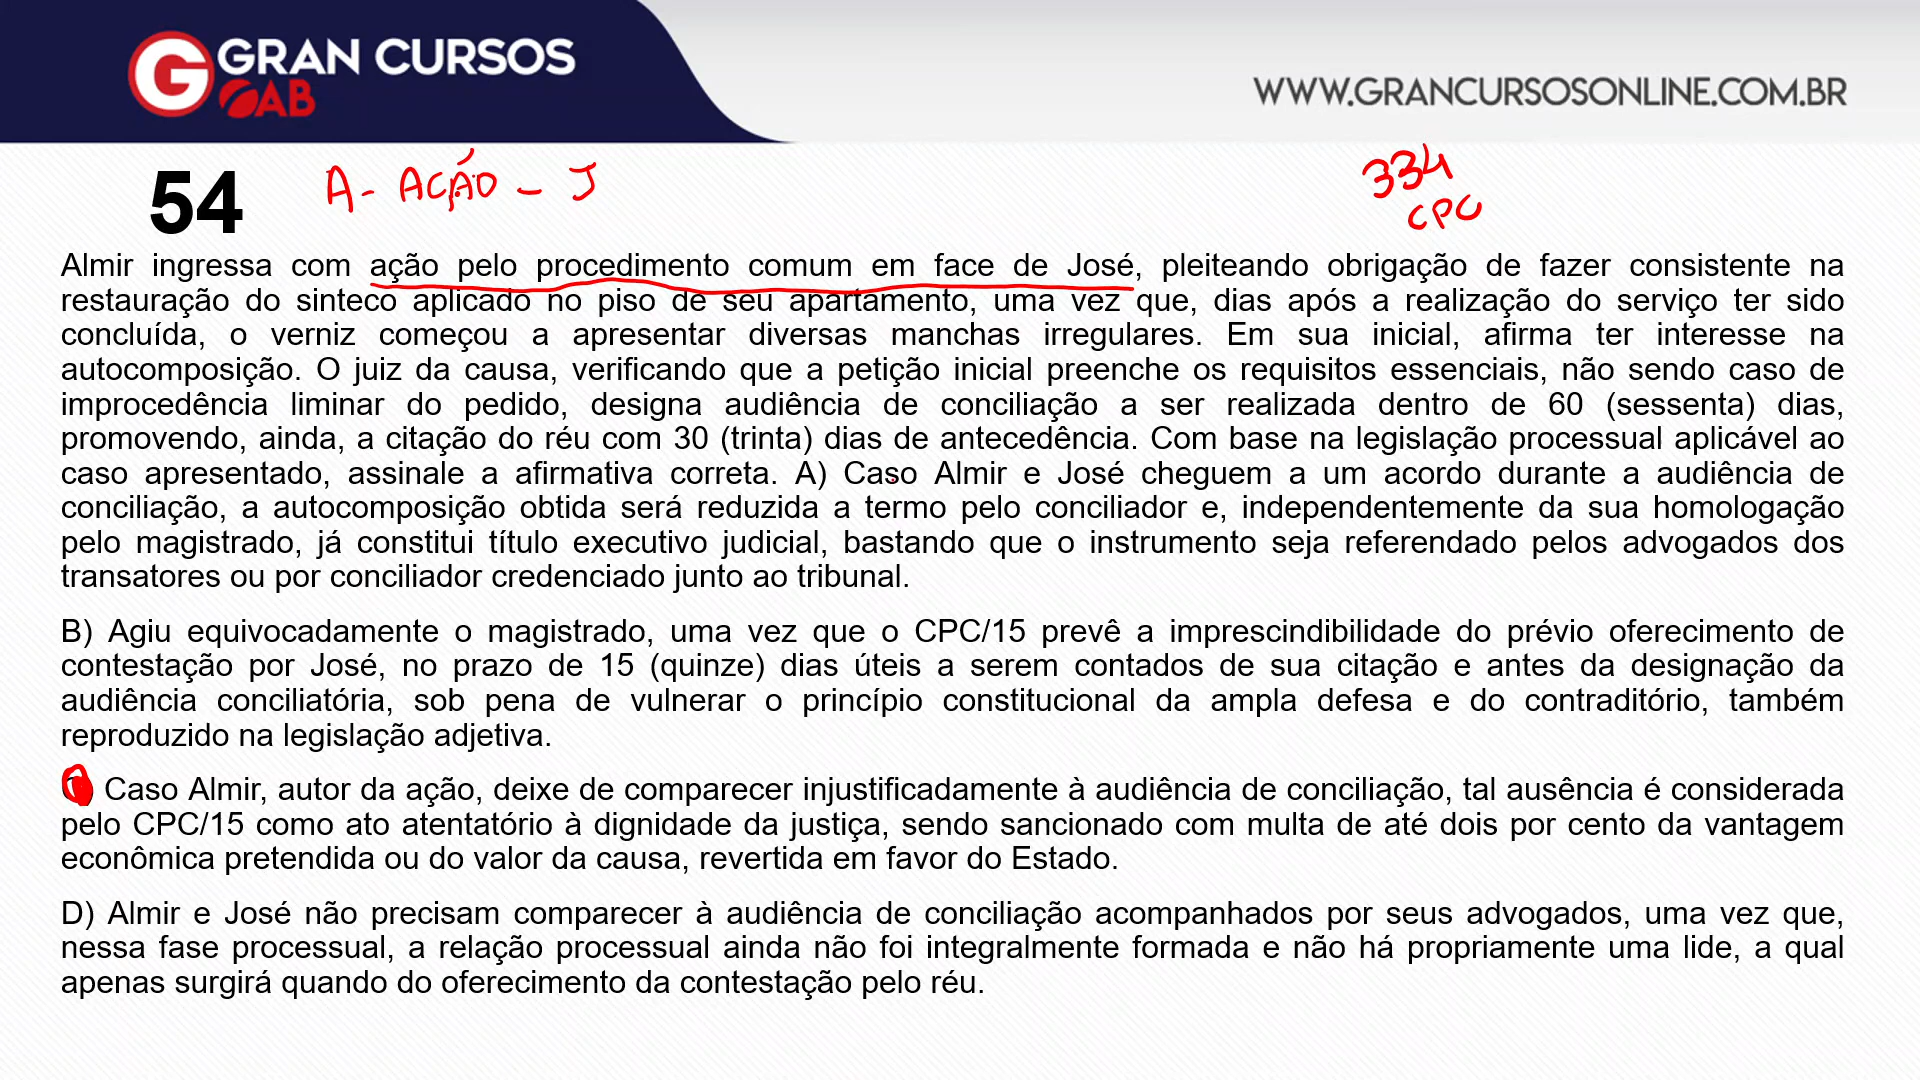 GRAN CURSOS
OAB
WWW.GRANCURSOSONLINE.COM.BR
54
A - AÇÃO - J
334
CPC
Almir ingressa com ação pelo procedimento comum em face de José, pleiteando obrigação de fazer consistente na
restauração do sinteco aplicado no piso de seu apartamento, uma vez que, dias após a realização do serviço ter sido
concluída, o verniz começou a apresentar diversas manchas irregulares. Em sua inicial, afirma ter interesse na
autocomposição. O juiz da causa, verificando que a petição inicial preenche os requisitos essenciais, não sendo caso de
improcedência liminar do pedido, designa audiência de conciliação a ser realizada dentro de 60 (sessenta) dias,
promovendo, ainda, a citação do réu com 30 (trinta) dias de antecedência. Com base na legislação processual aplicável ao
caso apresentado, assinale a afirmativa correta. A) Caso Almir e José cheguem a um acordo durante a audiência de
conciliação, a autocomposição obtida será reduzida a termo pelo conciliador e, independentemente da sua homologação
pelo magistrado, já constitui título executivo judicial, bastando que o instrumento seja referendado pelos advogados dos
transatores ou por conciliador credenciado junto ao tribunal.
B) Agiu equivocadamente o magistrado, uma vez que o CPC/15 prevê a imprescindibilidade do prévio oferecimento de
contestação por José, no prazo de 15 (quinze) dias úteis a serem contados de sua citação e antes da designação da
audiência conciliatória, sob pena de vulnerar o princípio constitucional da ampla defesa e do contraditório, também
reproduzido na legislação adjetiva.
Caso Almir, autor da ação, deixe de comparecer injustificadamente à audiência de conciliação, tal ausência é considerada
pelo CPC/15 como ato atentatório à dignidade da justiça, sendo sancionado com multa de até dois por cento da vantagem
econômica pretendida ou do valor da causa, revertida em favor do Estado.
D) Almir e José não precisam comparecer à audiência de conciliação acompanhados por seus advogados, uma vez que,
nessa fase processual, a relação processual ainda não foi integralmente formada e não há propriamente uma lide, a qual
apenas surgirá quando do oferecimento da contestação pelo réu.